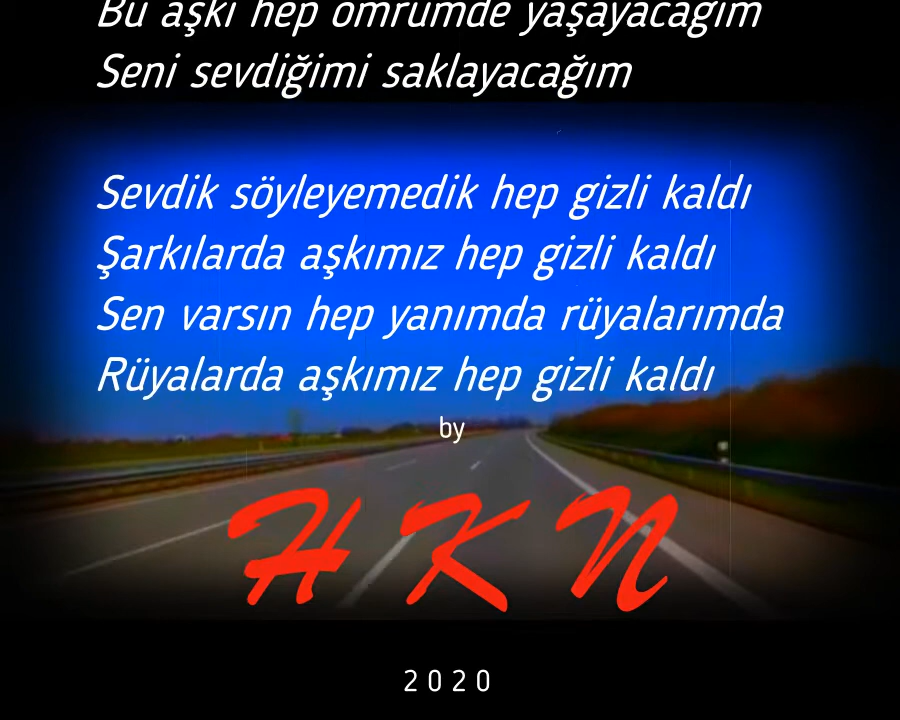 Bu aşkı hep ömrümde yaşayacağım
Seni sevdiğimi saklayacağım
Sevdik söyleyemedik hep gizli kaldı
Şarkılarda aşkımız hep gizli kaldı
Sen varsın hep yanımda rüyalarımda
Rüyalarda aşkımız hep gizli kaldı
by
HKN
2020